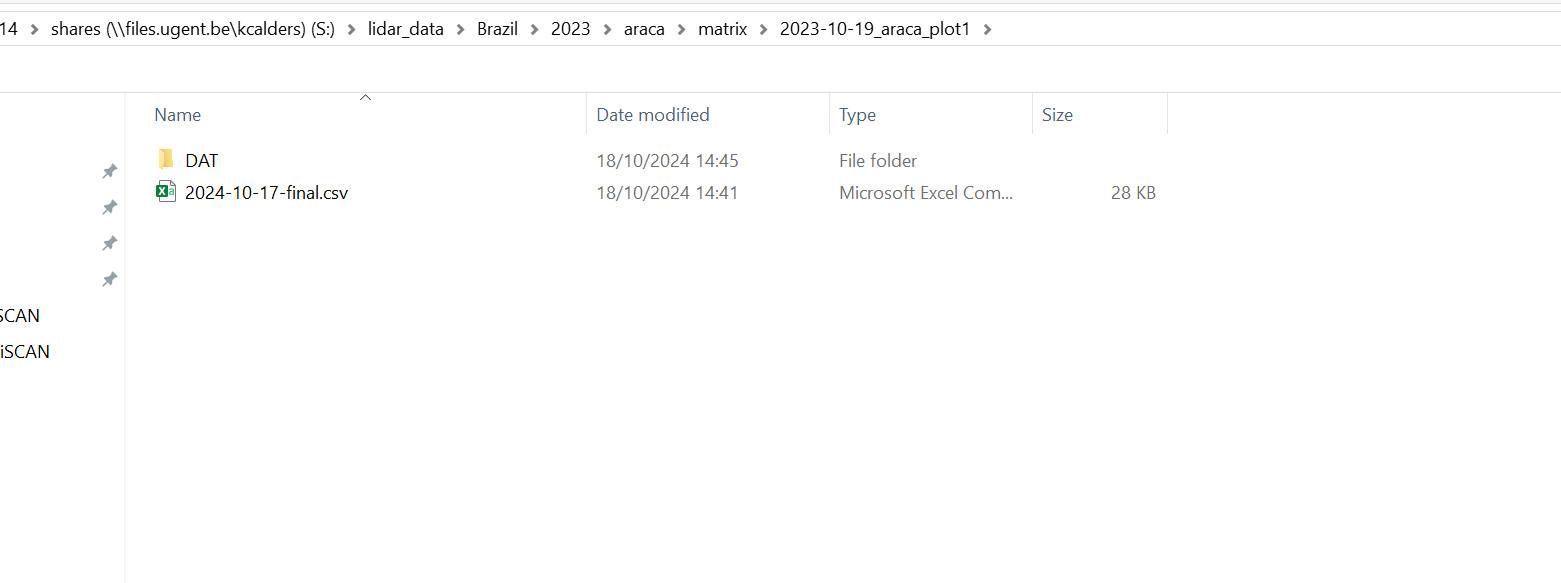 14 > shares (\\files.ugent.be\kcalders) (S:) > lidar_data > Brazil > 2023 > araca > matrix > 2023-10-19_araca_plot1 >
Name Date modified Type Size
DAT 18/10/2024 14:45 File folder
2024-10-17-final.csv 18/10/2024 14:41 Microsoft Excel Com... 28 KB
SCAN
iSCAN